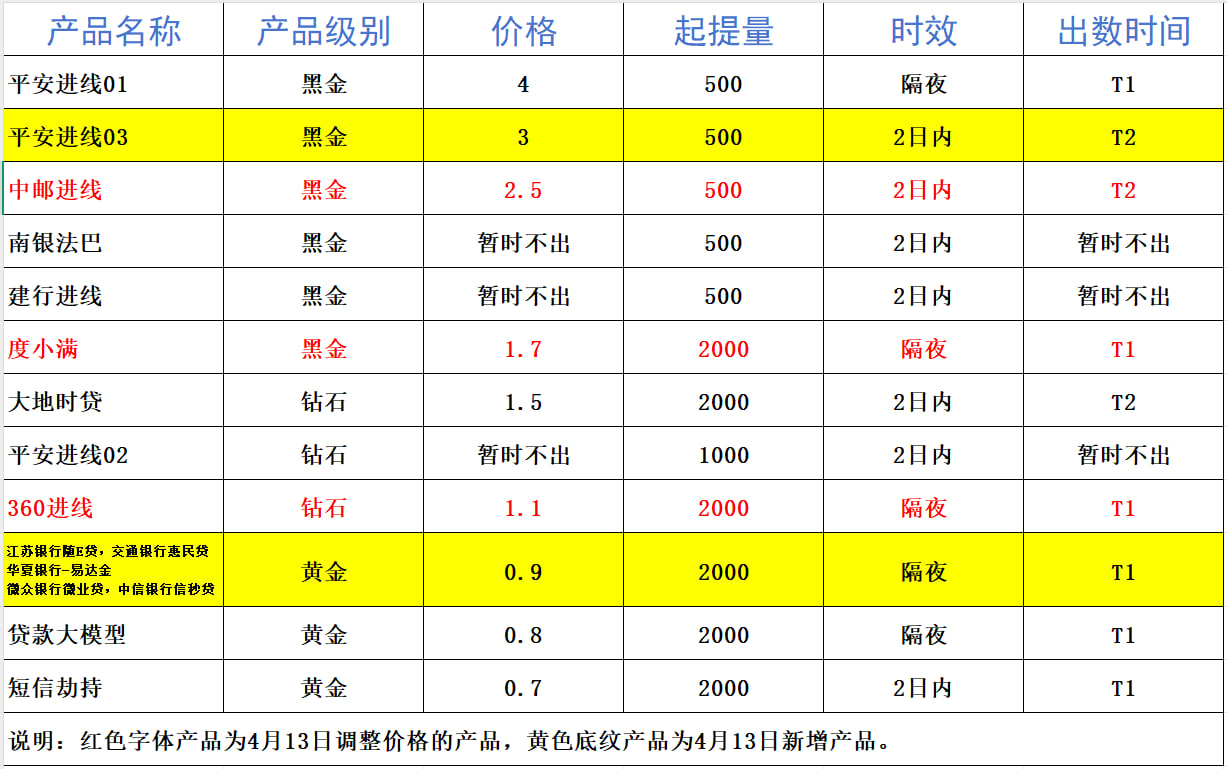 产品名称 产品级别 价格 起提量 时效 出数时间
平安进线01 黑金 4 500 隔夜 T1
平安进线03 黑金 3 500 2日内 T2
中邮进线 黑金 2.5 500 2日内 T2
南银法巴 黑金 暂时不出 500 2日内 暂时不出
建行进线 黑金 暂时不出 500 2日内 暂时不出
度小满 黑金 1.7 2000 隔夜 T1
大地时贷 钻石 1.5 2000 2日内 T2
平安进线02 钻石 暂时不出 1000 2日内 暂时不出
360进线 钻石 1.1 2000 隔夜 T1
江苏银行随E贷，交通银行惠民贷
华夏银行-易达金
微众银行微业贷，中信银行信秒贷
黄金 0.9 2000 隔夜 T1
贷款大模型 黄金 0.8 2000 隔夜 T1
短信劫持 黄金 0.7 2000 2日内 T1
说明：红色字体产品为4月13日调整价格的产品，黄色底纹产品为4月13日新增产品。